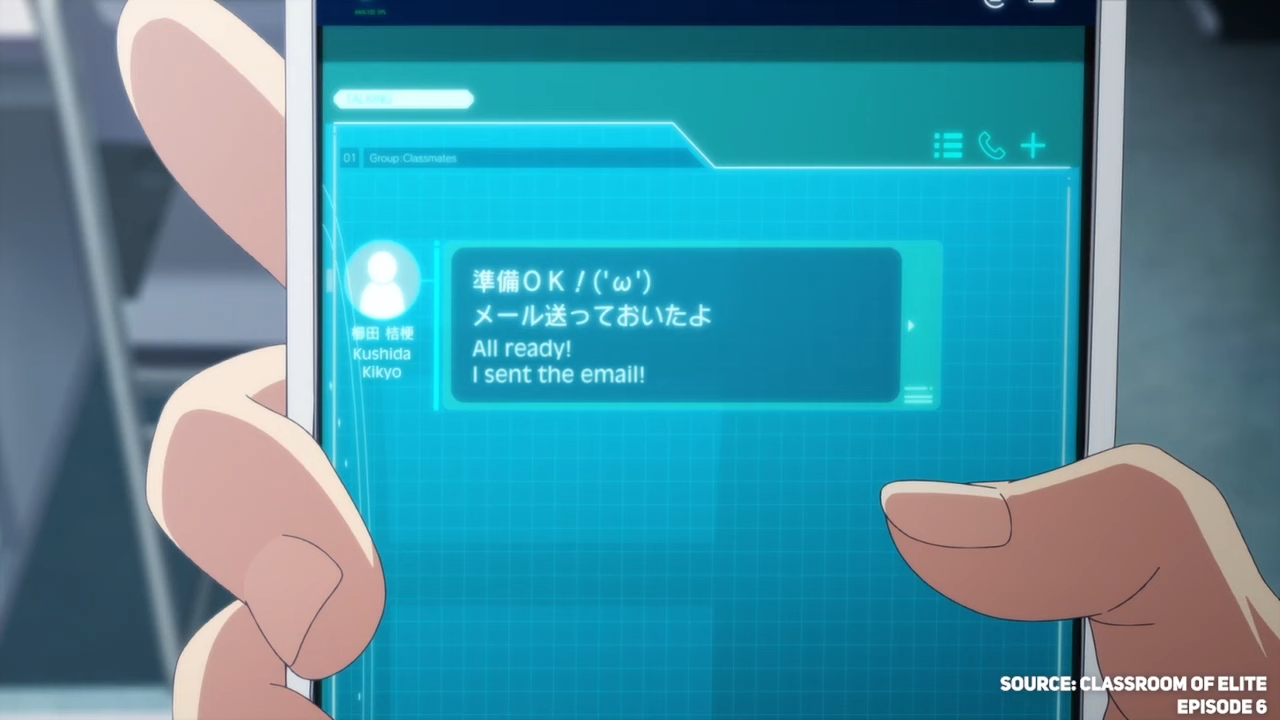 01 Group:Classmates
準備OK!('ω')
メール送っておいたよ
All ready!
I sent the email!
櫛田 桔梗
Kushida
Kikyo
SOURCE: CLASSROOM OF ELITE
EPISODE 6